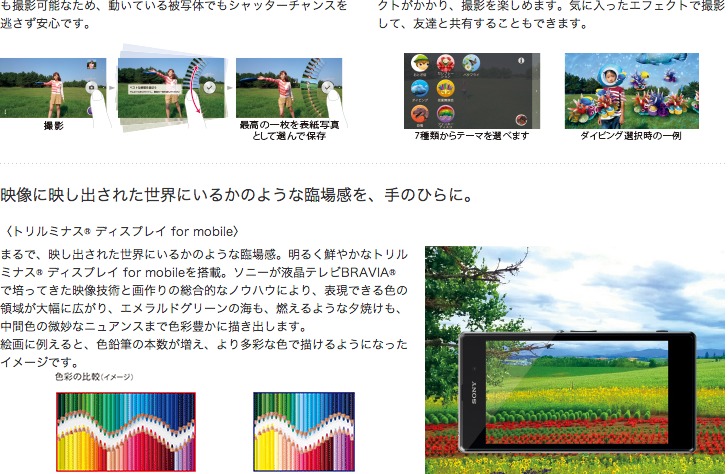 も撮影可能なため、動いている被写体でもシャッターチャンスを
逃さず安心です。
撮影
最高の一枚を表紙写真
として選んで保存
クトがかかり、撮影を楽しめます。気に入ったエフェクトで撮影
して、友達と共有することもできます。
7種類からテーマを選べます
ダイビング選択時の一例
映像に映し出された世界にいるかのような臨場感を、手のひらに。
〈トリルミナス® ディスプレイ for mobile〉
まるで、映し出された世界にいるかのような臨場感。明るく鮮やかなトリル
ミナス® ディスプレイ for mobileを搭載。ソニーが液晶テレビBRAVIA®
で培ってきた映像技術と画作りの総合的なノウハウにより、表現できる色の
領域が大幅に広がり、エメラルドグリーンの海も、燃えるような夕焼けも、
中間色の微妙なニュアンスまで色彩豊かに描き出します。
絵画に例えると、色鉛筆の本数が増え、より多彩な色で描けるようになった
イメージです。
色彩の比較(イメージ)
SONY